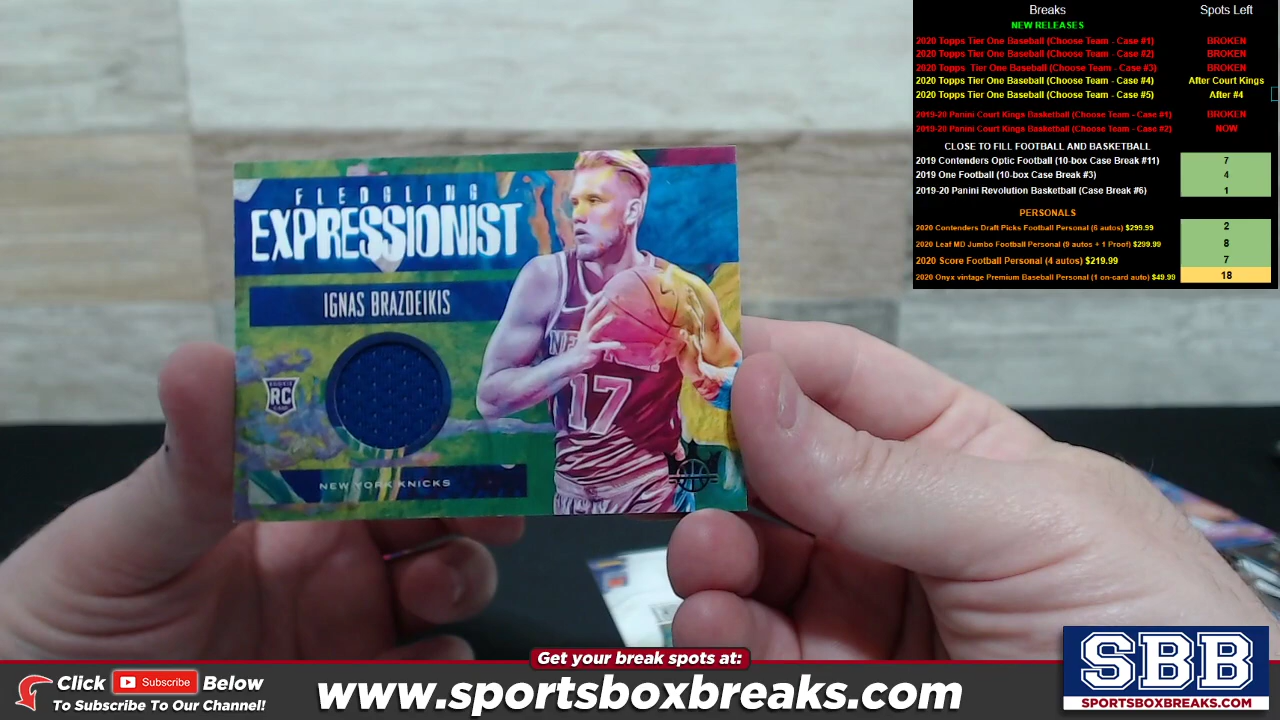 Breaks Spots Left
NEW RELEASES
2020 Topps Tier One Baseball (Choose Team - Case #1) BROKEN
2020 Topps Tier One Baseball (Choose Team - Case #2) BROKEN
2020 Topps Tier One Baseball (Choose Team - Case #3) BROKEN
2020 Topps Tier One Baseball (Choose Team - Case #4) After Court Kings
2020 Topps Tier One Baseball (Choose Team - Case #5) After #4
2019-20 Panini Court Kings Basketball (Choose Team - Case #1) BROKEN
2019-20 Panini Court Kings Basketball (Choose Team - Case #2) NOW
CLOSE TO FILL FOOTBALL AND BASKETBALL
2019 Contenders Optic Football (10-box Case Break #11) 7
2019 One Football (10-box Case Break #3) 4
2019-20 Panini Revolution Basketball (Case Break #6) 1
PERSONALS
2020 Contenders Draft Picks Football Personal (6 autos) $299.99 2
2020 Leaf MD Jumbo Football Personal (9 autos + 1 Proof) $299.99 8
2020 Score Football Personal (4 autos) $219.99 7
2020 Onyx vintage Premium Baseball Personal (1 on-card auto) $49.99 18
FLEDGLING
EXPRESSIONIST
IGNAS BRAZDEIKIS
ROOKIE
RC
CARD
NEW YORK KNICKS
17
Get your break spots at:
www.sportsboxbreaks.com
Click Subscribe Below
To Subscribe To Our Channel!
SBB
SPORTSBOXBREAKS.COM